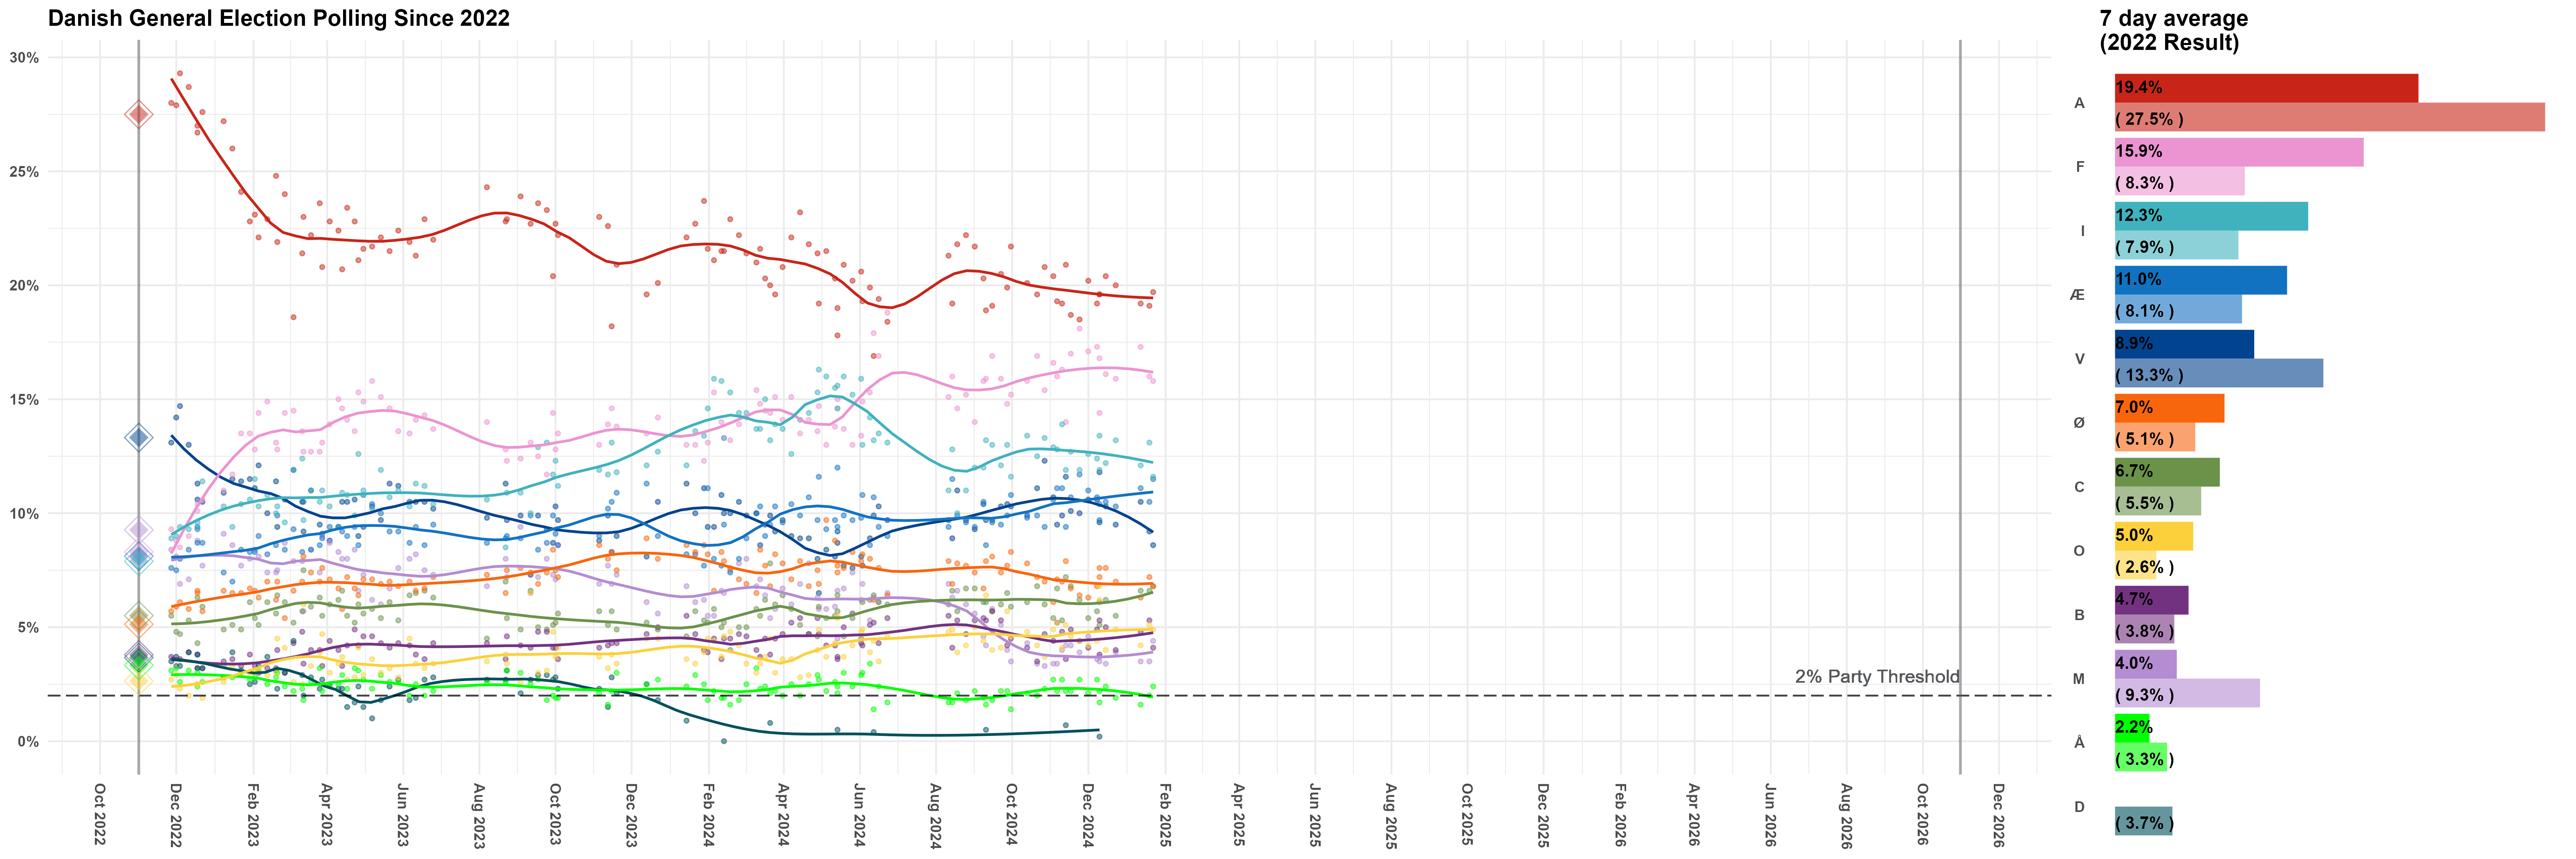 Danish General Election Polling Since 2022
30%
25%
20%
15%
10%
5%
0%
2% Party Threshold
Oct 2022
Dec 2022
Feb 2023
Apr 2023
Jun 2023
Aug 2023
Oct 2023
Dec 2023
Feb 2024
Apr 2024
Jun 2024
Aug 2024
Oct 2024
Dec 2024
Feb 2025
Apr 2025
Jun 2025
Aug 2025
Oct 2025
Dec 2025
Feb 2026
Apr 2026
Jun 2026
Aug 2026
Oct 2026
Dec 2026
7 day average
(2022 Result)
A
19.4%
( 27.5% )
F
15.9%
( 8.3% )
I
12.3%
( 7.9% )
Æ
11.0%
( 8.1% )
V
8.9%
( 13.3% )
Ø
7.0%
( 5.1% )
C
6.7%
( 5.5% )
O
5.0%
( 2.6% )
B
4.7%
( 3.8% )
M
4.0%
( 9.3% )
Å
2.2%
( 3.3% )
D
( 3.7% )